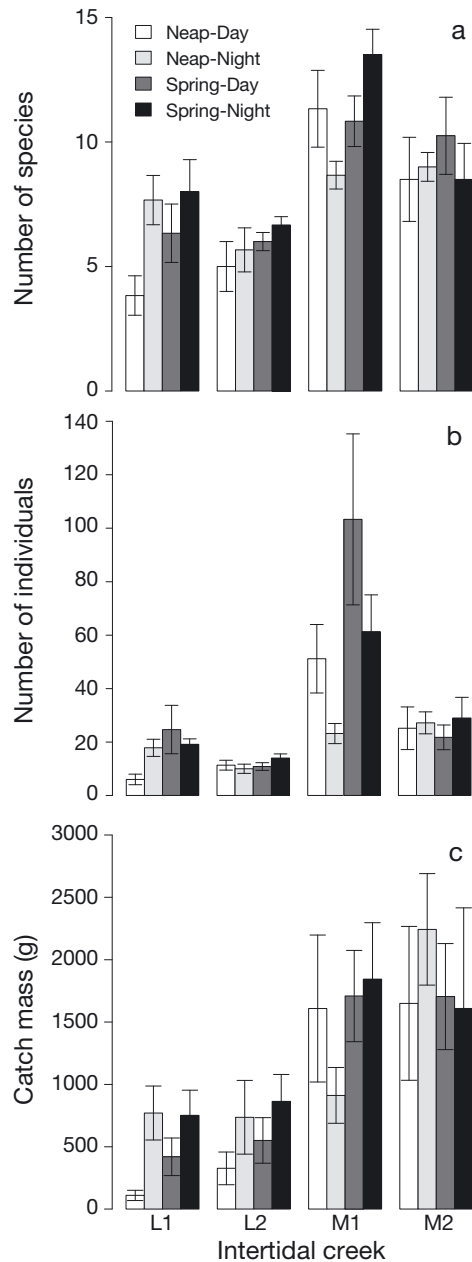 15
a
Neap-Day
Neap-Night
Spring-Day
Spring-Night
10
5
0
Number of species
140
b
120
100
80
60
40
20
0
Number of individuals
3000
c
2500
2000
1500
1000
500
0
Catch mass (g)
L1 L2 M1 M2
Intertidal creek